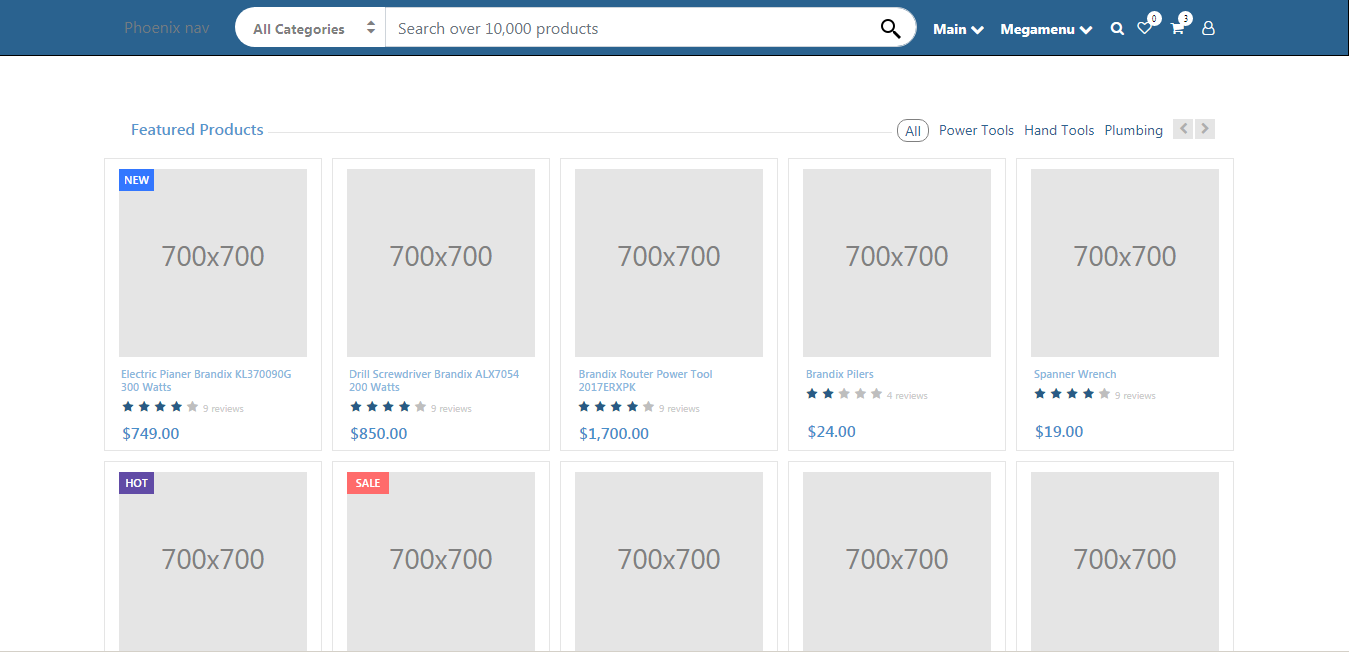 Phoenix nav All Categories Search over 10,000 products Main Megamenu 0 3
Featured Products All Power Tools Hand Tools Plumbing
NEW
700x700 700x700 700x700 700x700 700x700
Electric Planer Brandix KL370090G Drill Screwdriver Brandix ALX7054 Brandix Router Power Tool Brandix Pilers Spanner Wrench
300 Watts 200 Watts 2017ERXPK 4 reviews 9 reviews
9 reviews 9 reviews 9 reviews
$749.00 $850.00 $1,700.00 $24.00 $19.00
HOT SALE
700x700 700x700 700x700 700x700 700x700